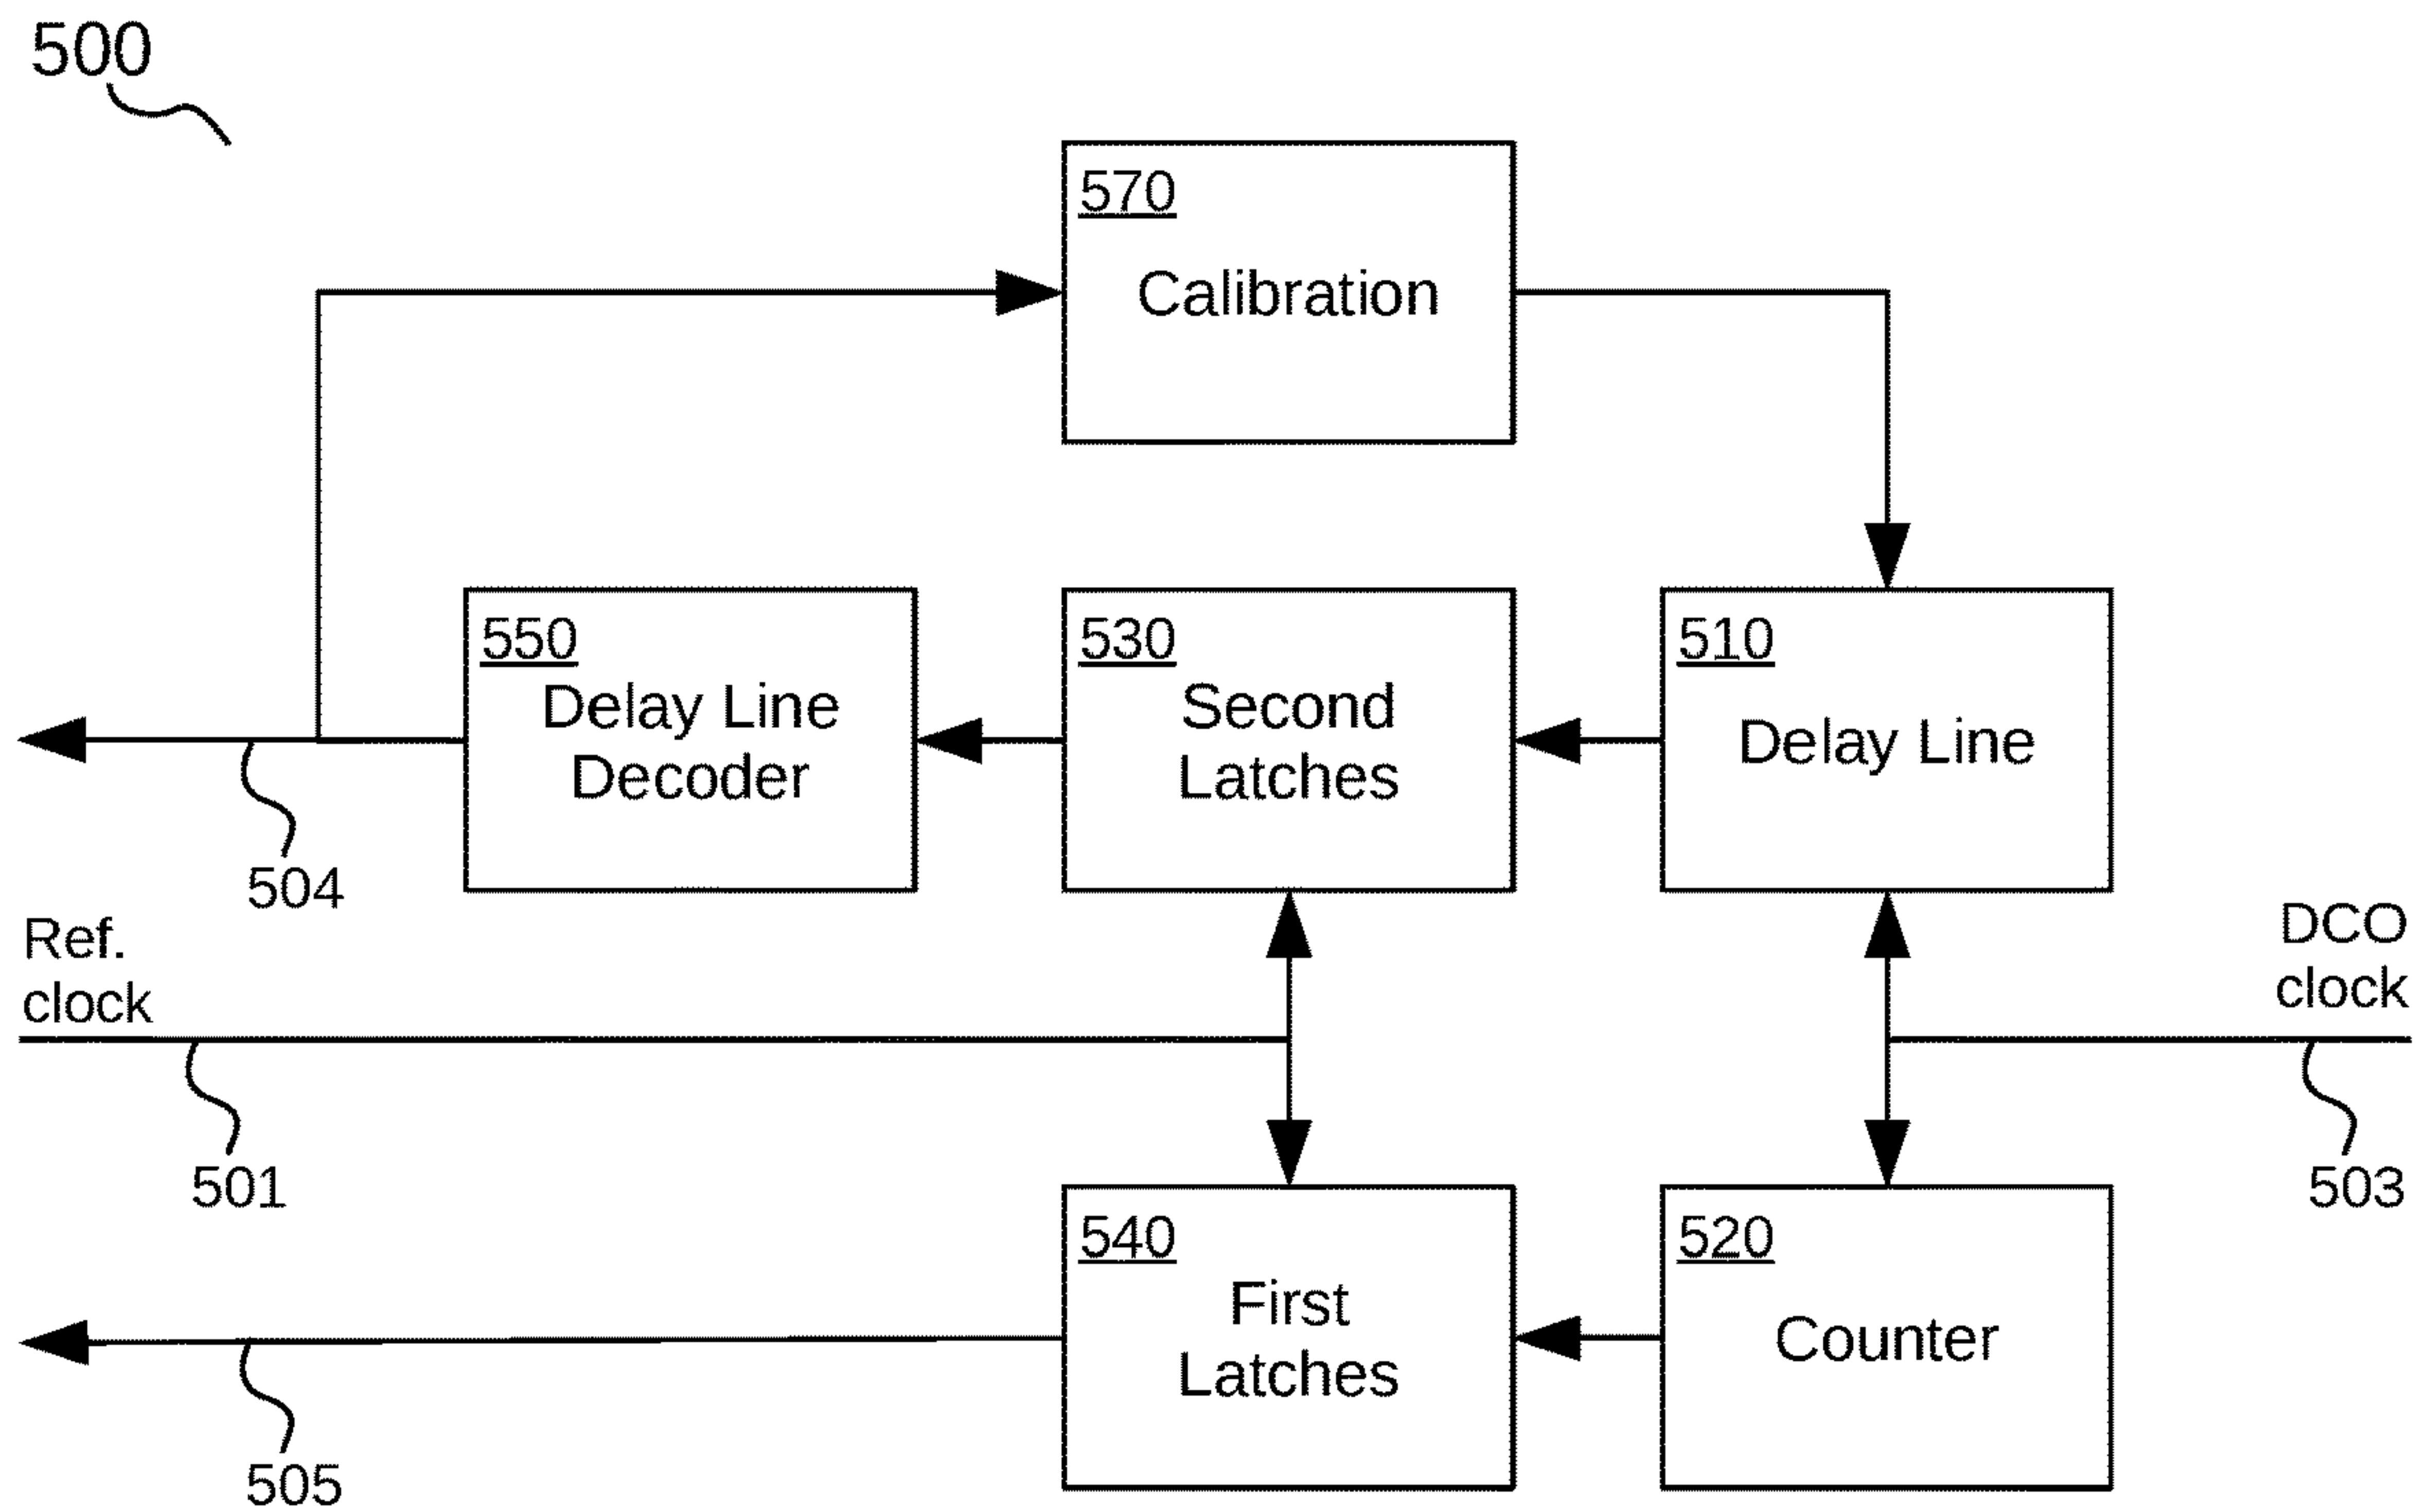 500
570
Calibration
550
Delay Line
Decoder
530
Second
Latches
510
Delay Line
504
Ref.
clock
DCO
clock
501
503
540
First
Latches
520
Counter
505